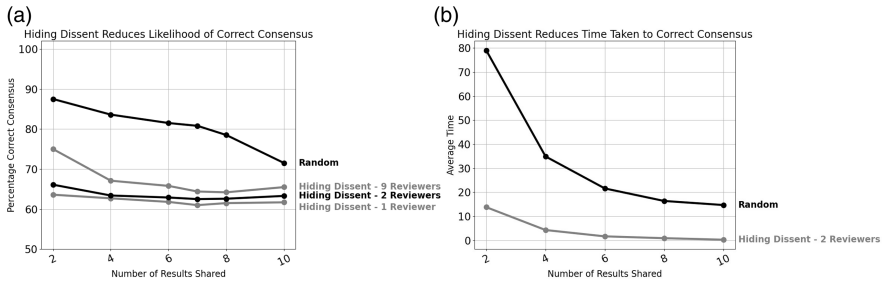 (a)
Hiding Dissent Reduces Likelihood of Correct Consensus
100
90
80
70
60
50
Percentage Correct Consensus
Random
Hiding Dissent - 9 Reviewers
Hiding Dissent - 2 Reviewers
Hiding Dissent - 1 Reviewer
2 4 6 8 10
Number of Results Shared
(b)
Hiding Dissent Reduces Time Taken to Correct Consensus
80
70
60
50
40
30
20
10
0
Average Time
Random
Hiding Dissent - 2 Reviewers
2 4 6 8 10
Number of Results Shared